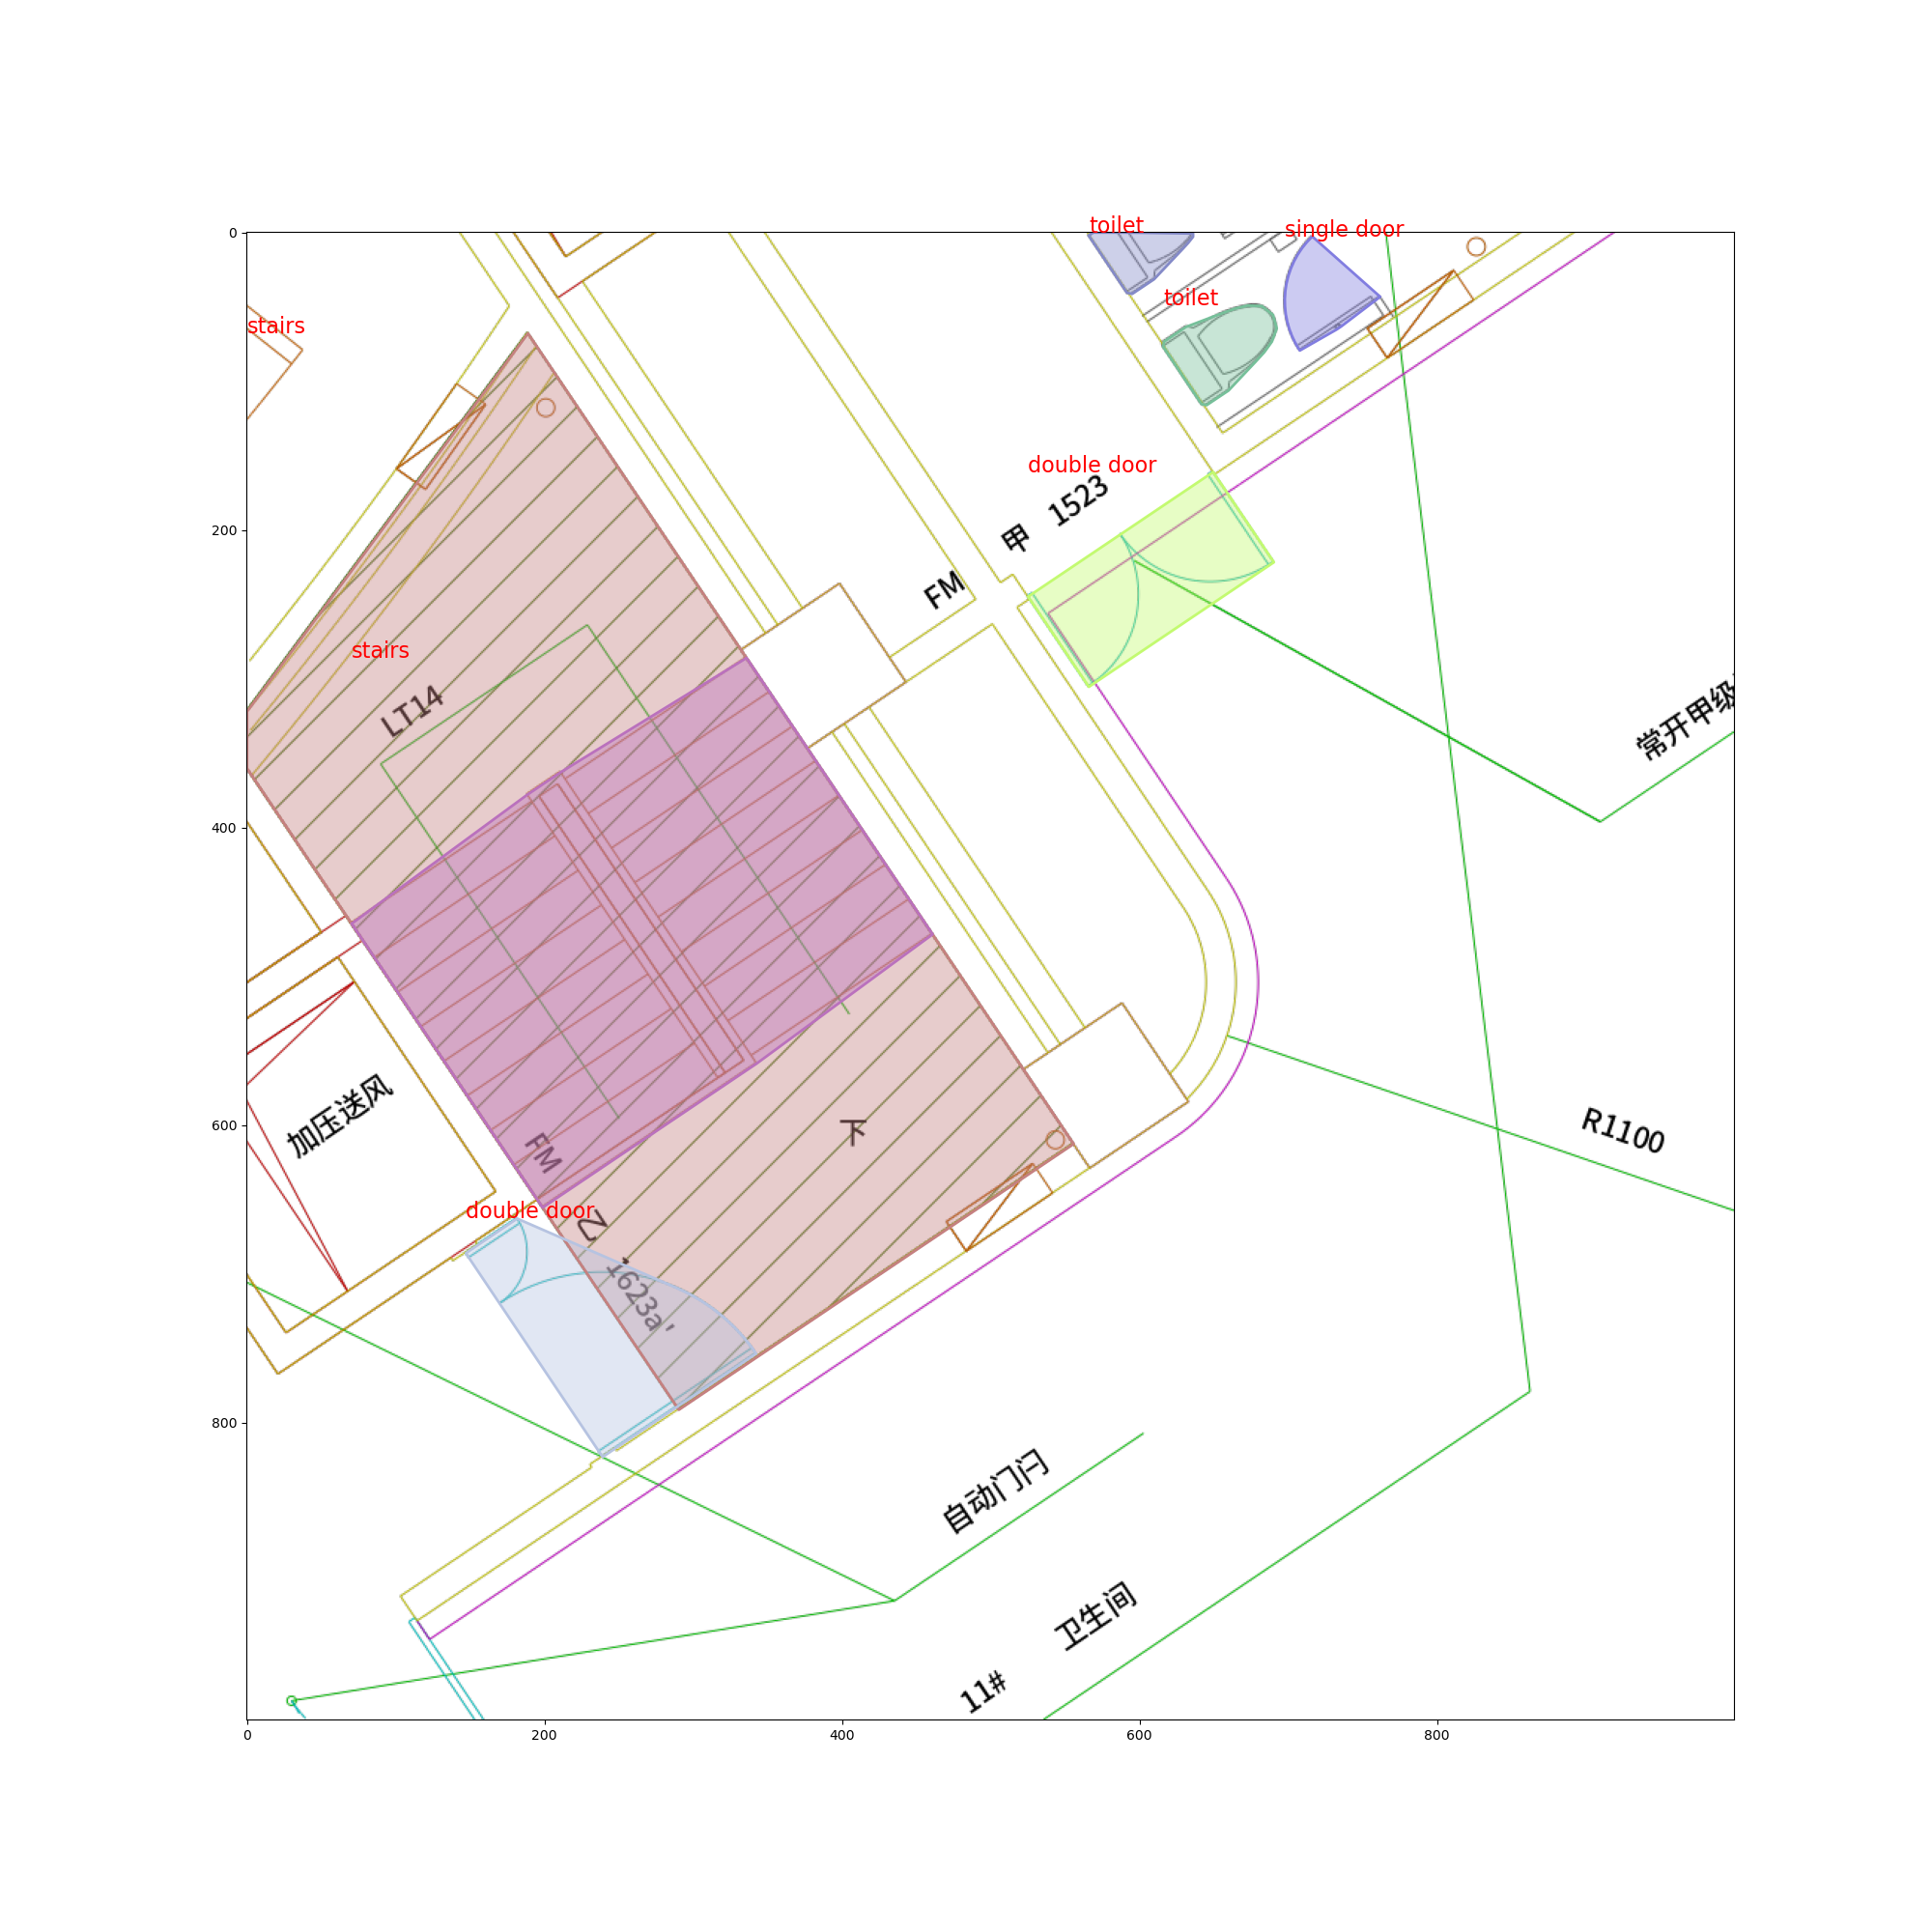 0
toilet
single door
toilet
stairs
double door
甲 1523
FM
200
stairs
LT14
常开甲级
400
加压送风
600
下
R1100
FM
double door
乙 1623a'
800
自动门闩
卫生间
11#
0
200
400
600
800